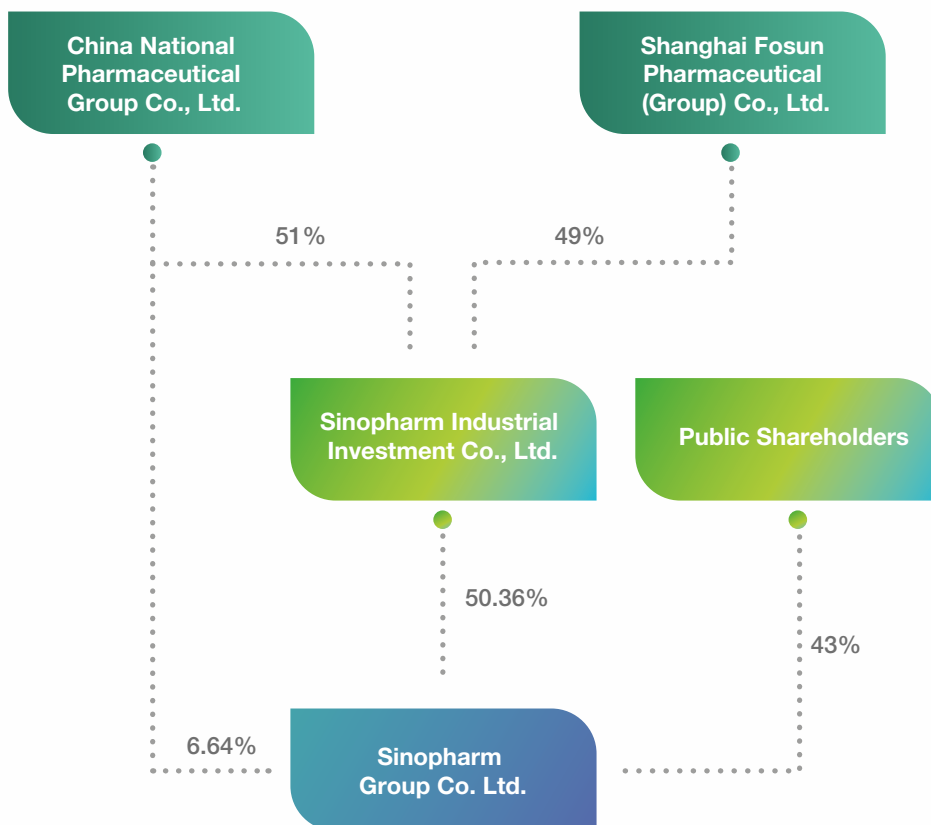 China National
Pharmaceutical
Group Co., Ltd.
Shanghai Fosun
Pharmaceutical
(Group) Co., Ltd.
51%
49%
Sinopharm Industrial
Investment Co., Ltd.
Public Shareholders
50.36%
43%
6.64%
Sinopharm
Group Co. Ltd.